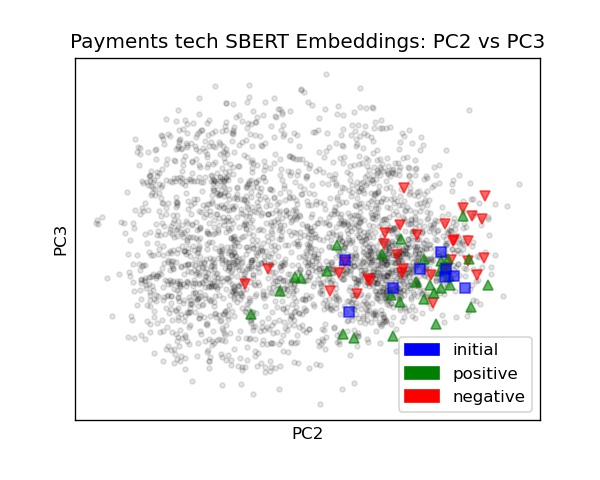 Payments tech SBERT Embeddings: PC2 vs PC3
PC3
initial
positive
negative
PC2